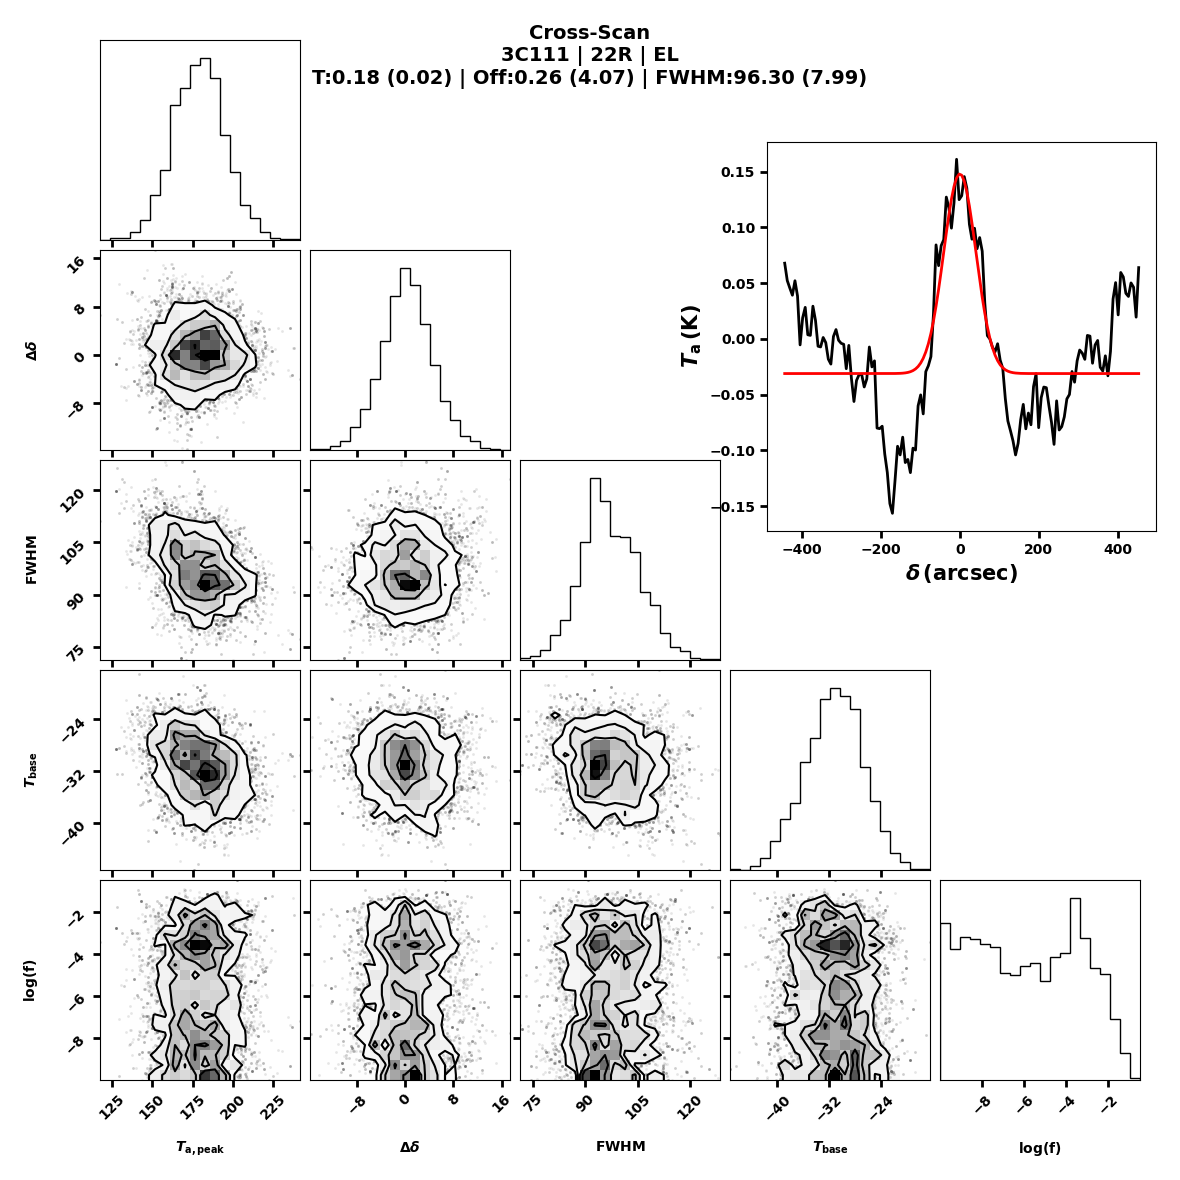 Cross-Scan
3C111 | 22R | EL
T:0.18 (0.02) | Off:0.26 (4.07) | FWHM:96.30 (7.99)
0.15
0.10
0.05
0.00
−0.05
−0.10
−0.15
Tₐ (K)
−400 −200 0 200 400
δ (arcsec)
16
8
0
−8
Δδ
120
105
90
75
FWHM
−24
−32
−40
T_base
−2
−4
−6
−8
log(f)
125 150 175 200 225 −8 0 8 16 75 90 105 120 −40 −32 −24 −8 −6 −4 −2
T_a,peak Δδ FWHM T_base log(f)